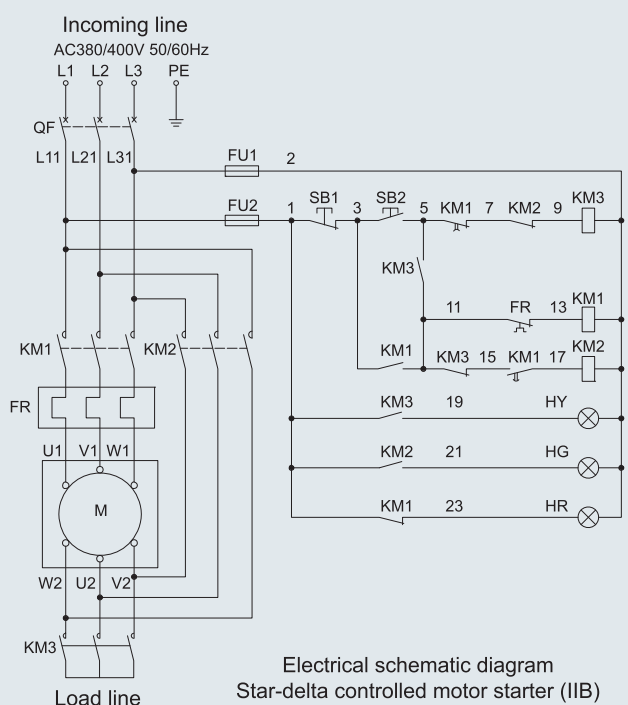 Incoming line
AC380/400V 50/60Hz
L1 L2 L3 PE
QF
L11 L21 L31
FU1 2
FU2 1 SB1 3 SB2 5 KM1 7 KM2 9 KM3
KM3
11 FR 13 KM1
KM1 KM2
KM1 KM3 15 KM1 17 KM2
FR
KM3 19 HY
U1 V1 W1
KM2 21 HG
M
KM1 23 HR
W2 U2 V2
KM3
Load line
Electrical schematic diagram
Star-delta controlled motor starter (IIB)